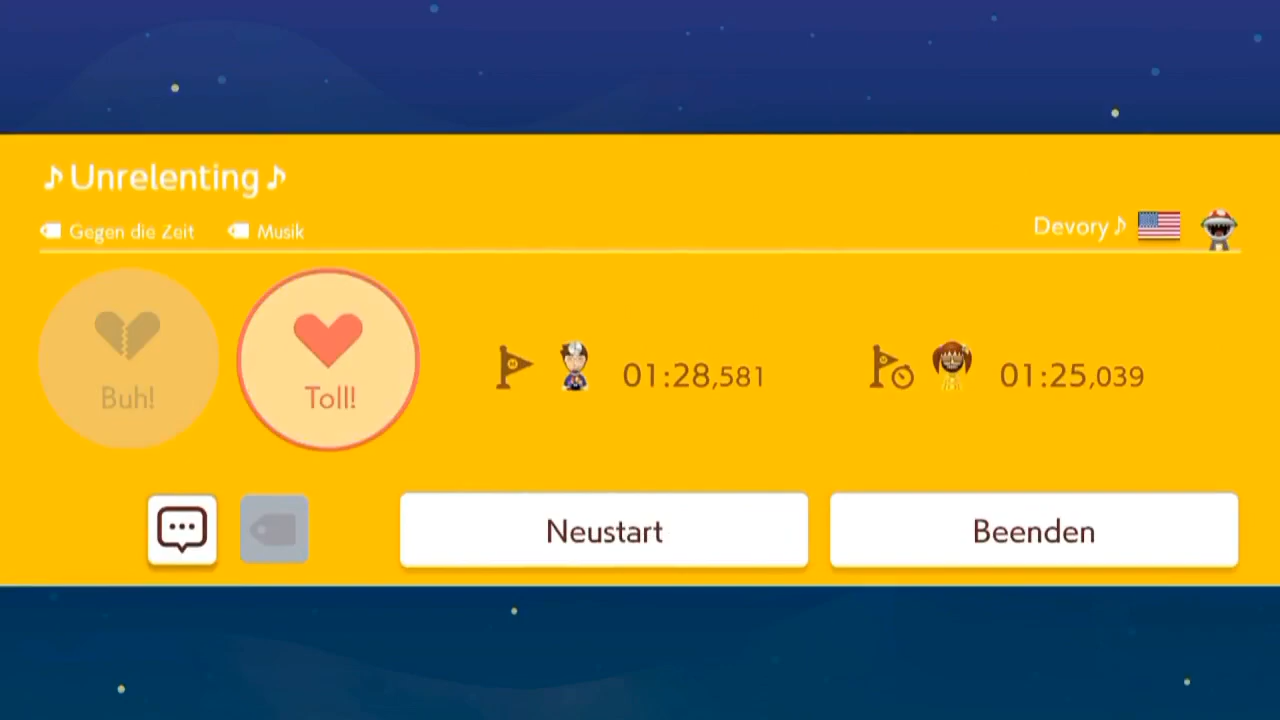 ♪Unrelenting♪
Gegen die Zeit Musik
Devory♪
Buh!
Toll!
01:28,581
01:25,039
Neustart
Beenden